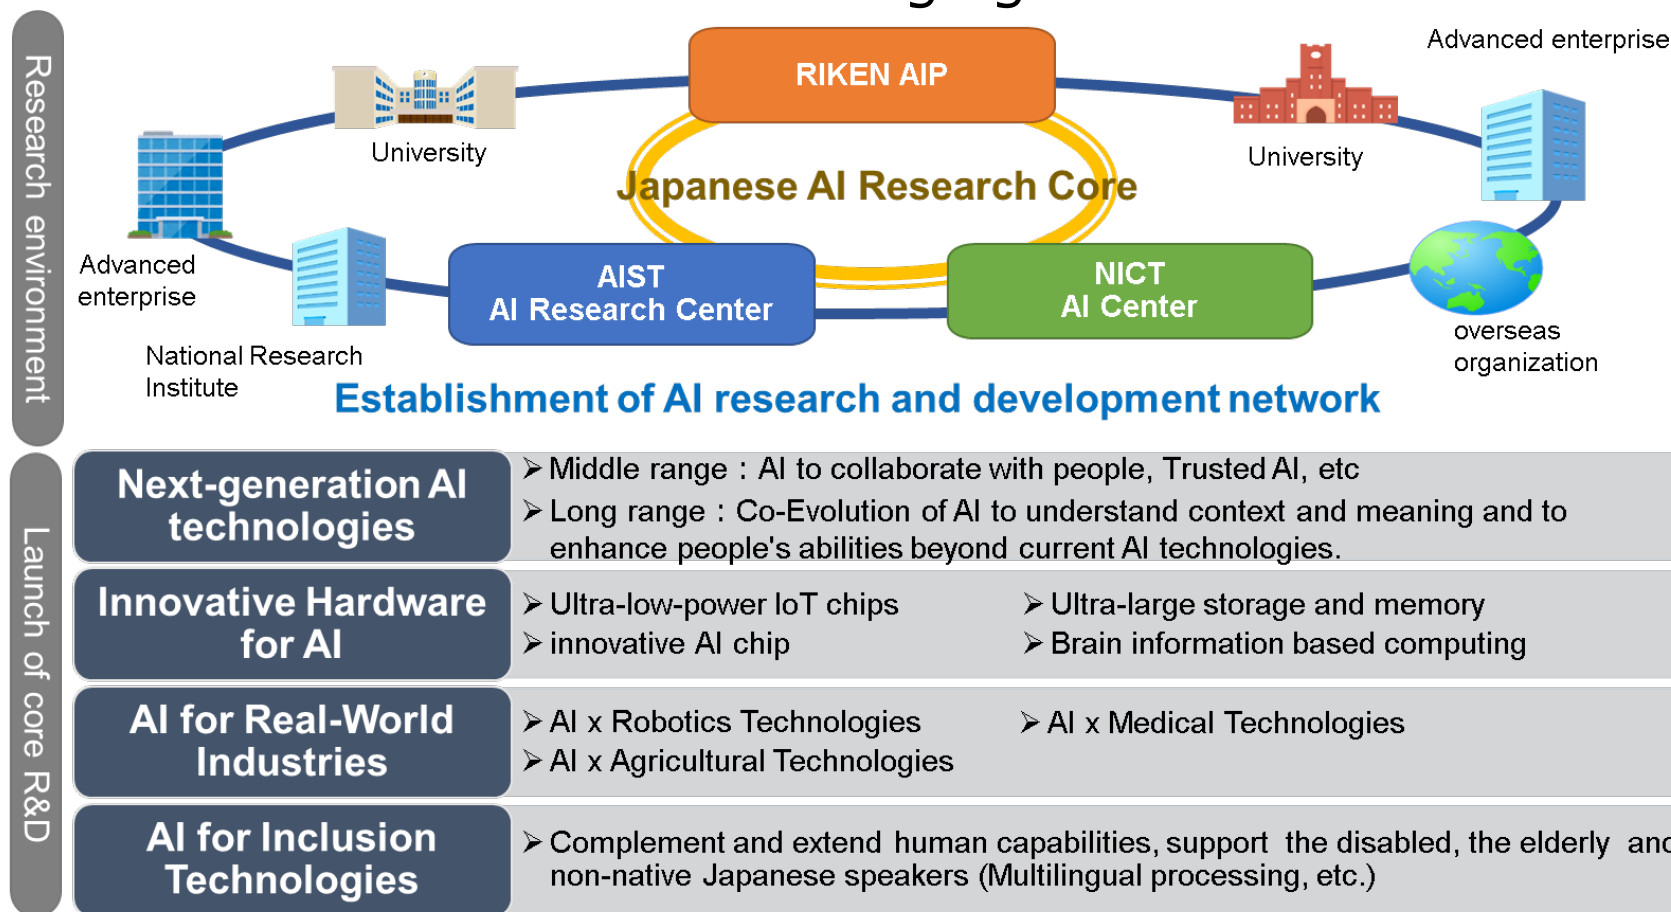 Research environment
Advanced enterprise
RIKEN AIP
University
University
Japanese AI Research Core
Advanced
enterprise
AIST
AI Research Center
NICT
AI Center
National Research
Institute
overseas
organization
Establishment of AI research and development network
Launch of core R&D
Next-generation AI
technologies
➢ Middle range : AI to collaborate with people, Trusted AI, etc
➢ Long range : Co-Evolution of AI to understand context and meaning and to
enhance people's abilities beyond current AI technologies.
Innovative Hardware
for AI
➢ Ultra-low-power IoT chips
➢ innovative AI chip
➢ Ultra-large storage and memory
➢ Brain information based computing
AI for Real-World
Industries
➢ AI x Robotics Technologies
➢ AI x Agricultural Technologies
➢ AI x Medical Technologies
AI for Inclusion
Technologies
➢ Complement and extend human capabilities, support the disabled, the elderly and
non-native Japanese speakers (Multilingual processing, etc.)